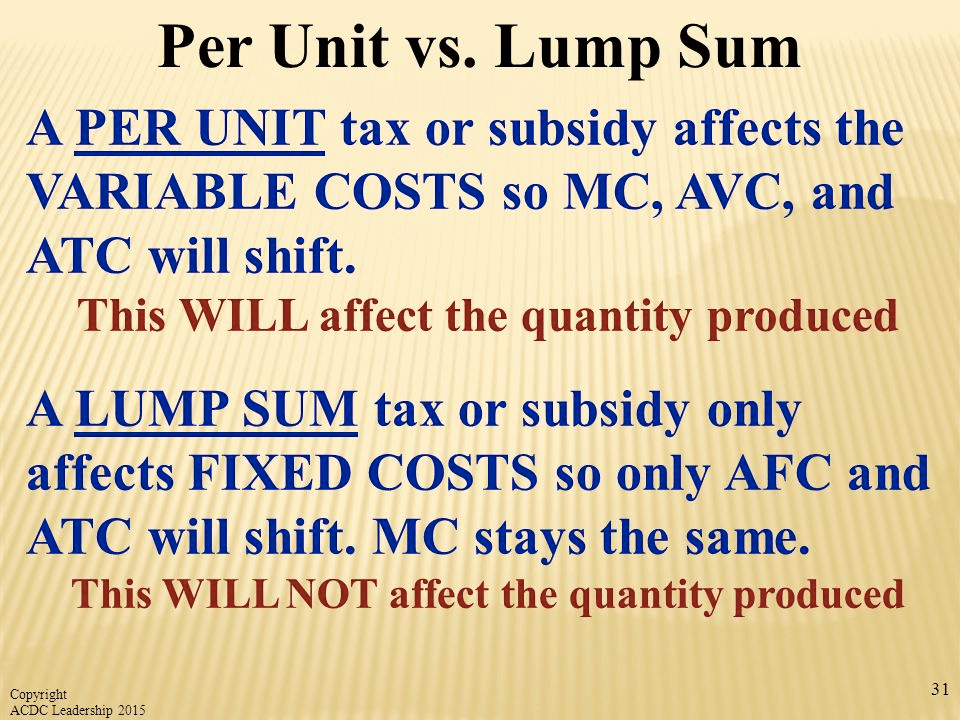 Per Unit vs. Lump Sum
A PER UNIT tax or subsidy affects the
VARIABLE COSTS so MC, AVC, and
ATC will shift.
This WILL affect the quantity produced
A LUMP SUM tax or subsidy only
affects FIXED COSTS so only AFC and
ATC will shift. MC stays the same.
This WILL NOT affect the quantity produced
Copyright
ACDC Leadership 2015
31